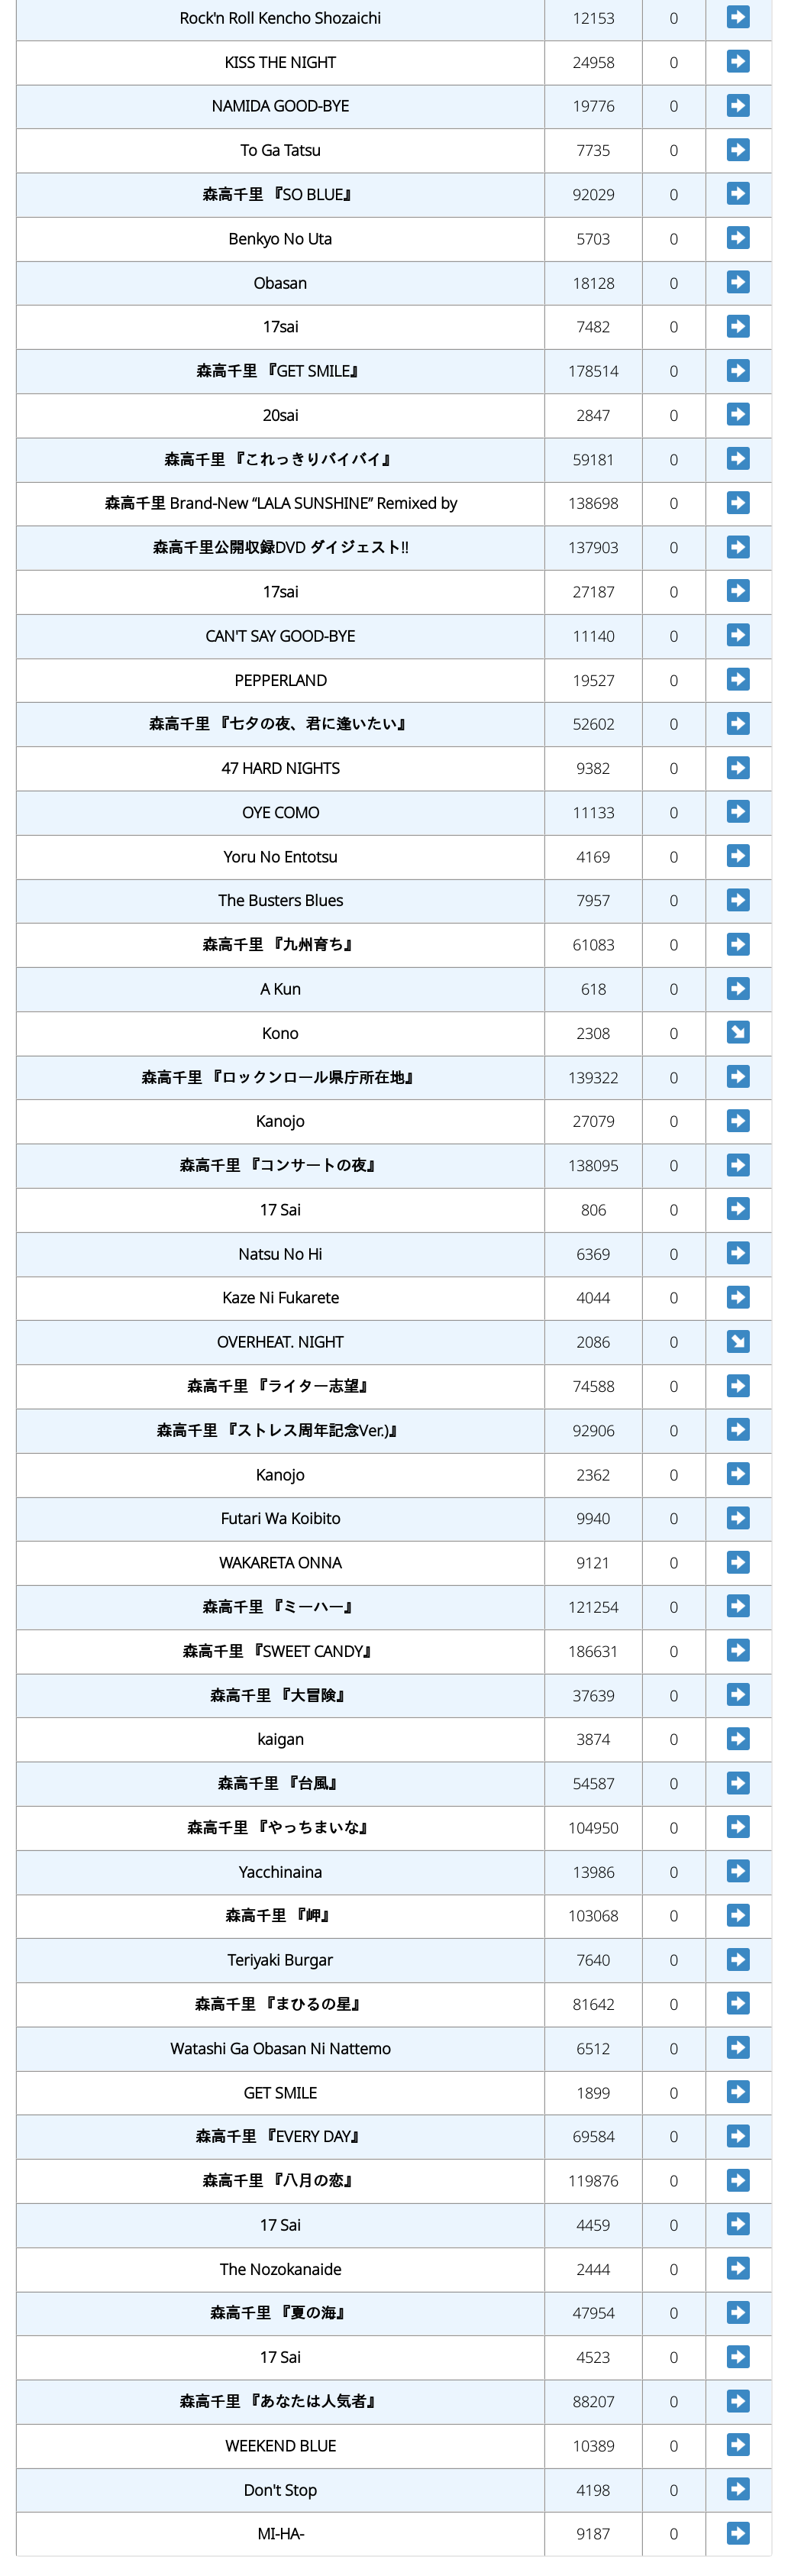 Rock'n Roll Kencho Shozaichi 12153 0
KISS THE NIGHT 24958 0
NAMIDA GOOD-BYE 19776 0
To Ga Tatsu 7735 0
森高千里 『SO BLUE』 92029 0
Benkyo No Uta 5703 0
Obasan 18128 0
17sai 7482 0
森高千里 『GET SMILE』 178514 0
20sai 2847 0
森高千里 『これっきりバイバイ』 59181 0
森高千里 Brand-New “LALA SUNSHINE” Remixed by 138698 0
森高千里公開収録DVD ダイジェスト!! 137903 0
17sai 27187 0
CAN'T SAY GOOD-BYE 11140 0
PEPPERLAND 19527 0
森高千里 『七夕の夜、君に逢いたい』 52602 0
47 HARD NIGHTS 9382 0
OYE COMO 11133 0
Yoru No Entotsu 4169 0
The Busters Blues 7957 0
森高千里 『九州育ち』 61083 0
A Kun 618 0
Kono 2308 0
森高千里 『ロックンロール県庁所在地』 139322 0
Kanojo 27079 0
森高千里 『コンサートの夜』 138095 0
17 Sai 806 0
Natsu No Hi 6369 0
Kaze Ni Fukarete 4044 0
OVERHEAT. NIGHT 2086 0
森高千里 『ライター志望』 74588 0
森高千里 『ストレス周年記念Ver.)』 92906 0
Kanojo 2362 0
Futari Wa Koibito 9940 0
WAKARETA ONNA 9121 0
森高千里 『ミーハー』 121254 0
森高千里 『SWEET CANDY』 186631 0
森高千里 『大冒険』 37639 0
kaigan 3874 0
森高千里 『台風』 54587 0
森高千里 『やっちまいな』 104950 0
Yacchinaina 13986 0
森高千里 『岬』 103068 0
Teriyaki Burgar 7640 0
森高千里 『まひるの星』 81642 0
Watashi Ga Obasan Ni Nattemo 6512 0
GET SMILE 1899 0
森高千里 『EVERY DAY』 69584 0
森高千里 『八月の恋』 119876 0
17 Sai 4459 0
The Nozokanaide 2444 0
森高千里 『夏の海』 47954 0
17 Sai 4523 0
森高千里 『あなたは人気者』 88207 0
WEEKEND BLUE 10389 0
Don't Stop 4198 0
MI-HA- 9187 0